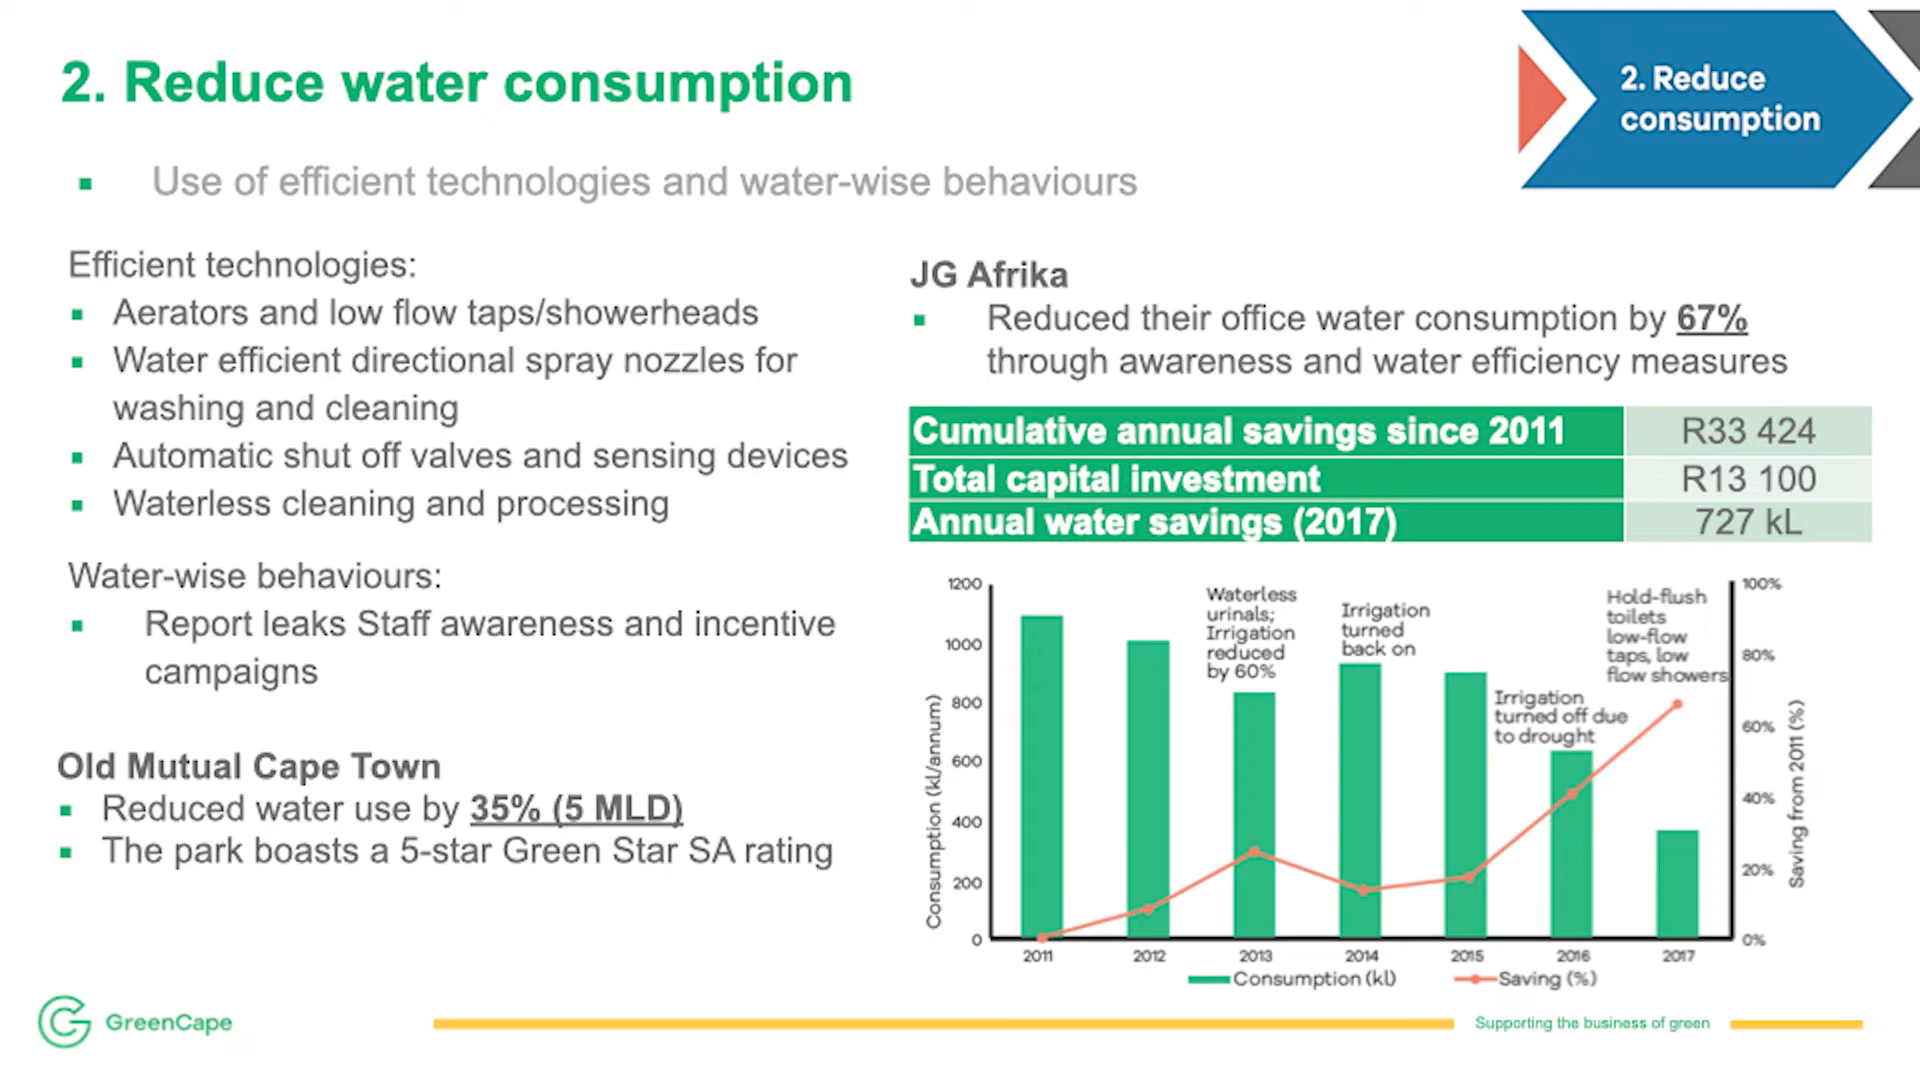 2. Reduce water consumption
2. Reduce
consumption
Use of efficient technologies and water-wise behaviours
Efficient technologies:
Aerators and low flow taps/showerheads
Water efficient directional spray nozzles for
washing and cleaning
Automatic shut off valves and sensing devices
Waterless cleaning and processing
Water-wise behaviours:
Report leaks Staff awareness and incentive
campaigns
Old Mutual Cape Town
Reduced water use by 35% (5 MLD)
The park boasts a 5-star Green Star SA rating
JG Afrika
Reduced their office water consumption by 67%
through awareness and water efficiency measures
Cumulative annual savings since 2011 R33 424
Total capital investment R13 100
Annual water savings (2017) 727 kL
Consumption (kl/annum)
1200
1000
800
600
400
200
0
Waterless
urinals;
Irrigation
reduced
by 60%
Irrigation
turned
back on
Irrigation
turned off due
to drought
Hold-flush
toilets
low-flow
taps, low
flow showers
100%
80%
60%
40%
20%
0%
Saving from 2011 (%)
2011 2012 2013 2014 2015 2016 2017
Consumption (kl) Saving (%)
GreenCape
Supporting the business of green